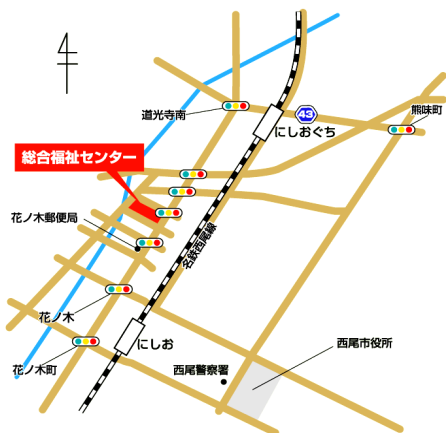 道光寺南
43
熊味町
にしおぐち
総合福祉センター
花ノ木郵便局
名鉄西尾線
花ノ木
にしお
西尾市役所
花ノ木町
西尾警察署